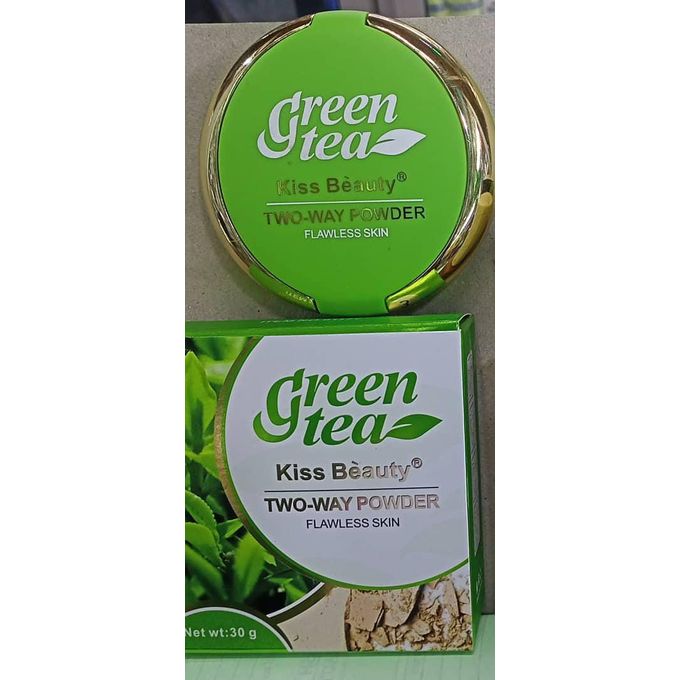 Green
tea
Kiss Bèauty®
TWO-WAY POWDER
FLAWLESS SKIN
Green
tea
Kiss Bèauty®
TWO-WAY POWDER
FLAWLESS SKIN
Net wt:30 g